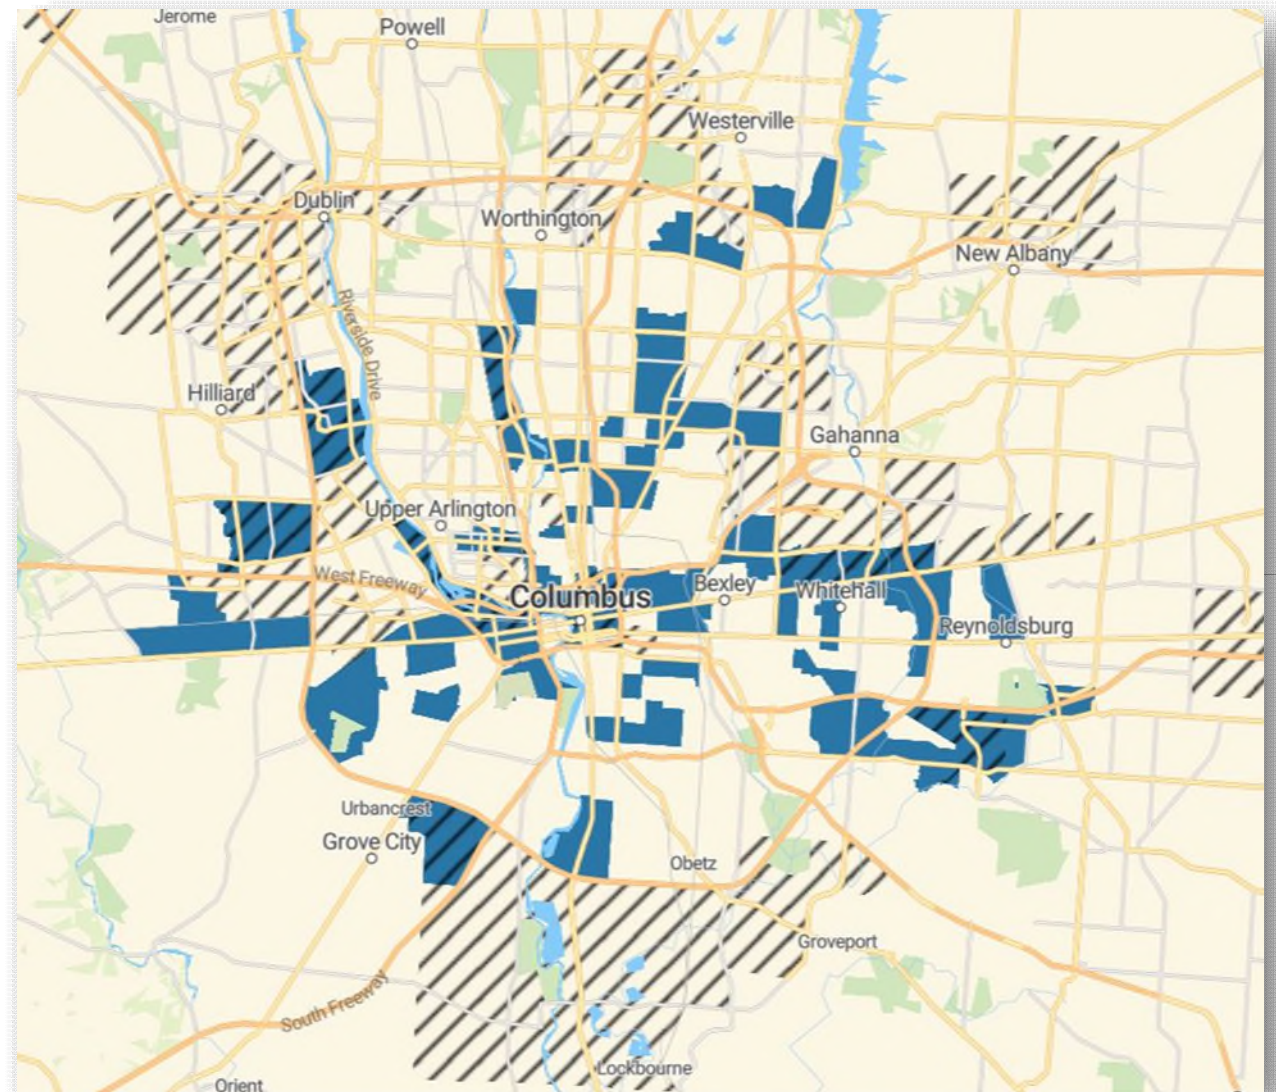 Jerome
Powell
Westerville
Dublin
Worthington
New Albany
Riverside Drive
Hilliard
Gahanna
Upper Arlington
West Freeway
Columbus
Bexley
Whitehall
Reynoldsburg
Urbancrest
Grove City
Obetz
Groveport
South Freeway
Lockbourne
Orient